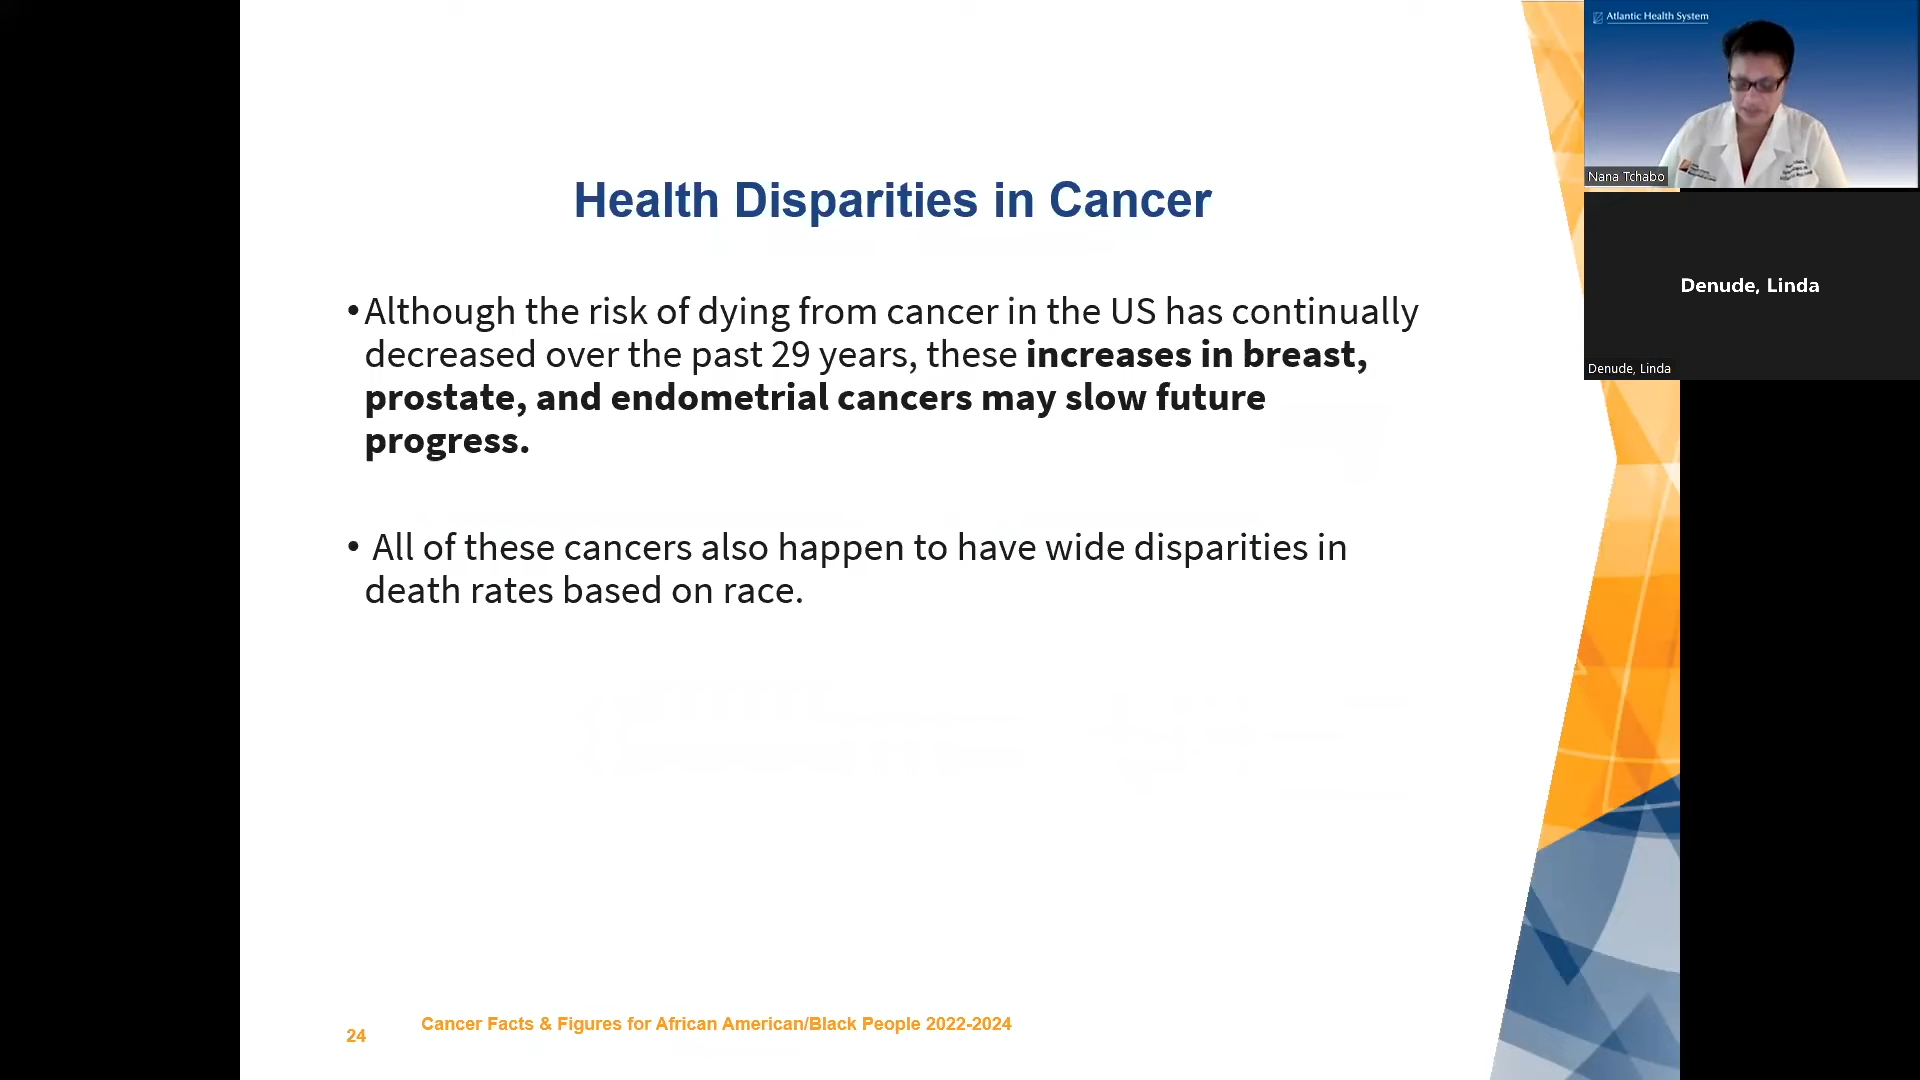 Health Disparities in Cancer
•Although the risk of dying from cancer in the US has continually
decreased over the past 29 years, these increases in breast,
prostate, and endometrial cancers may slow future
progress.
• All of these cancers also happen to have wide disparities in
death rates based on race.
24
Cancer Facts & Figures for African American/Black People 2022-2024
Atlantic Health System
Nana Tchabo
Denude, Linda
Denude, Linda